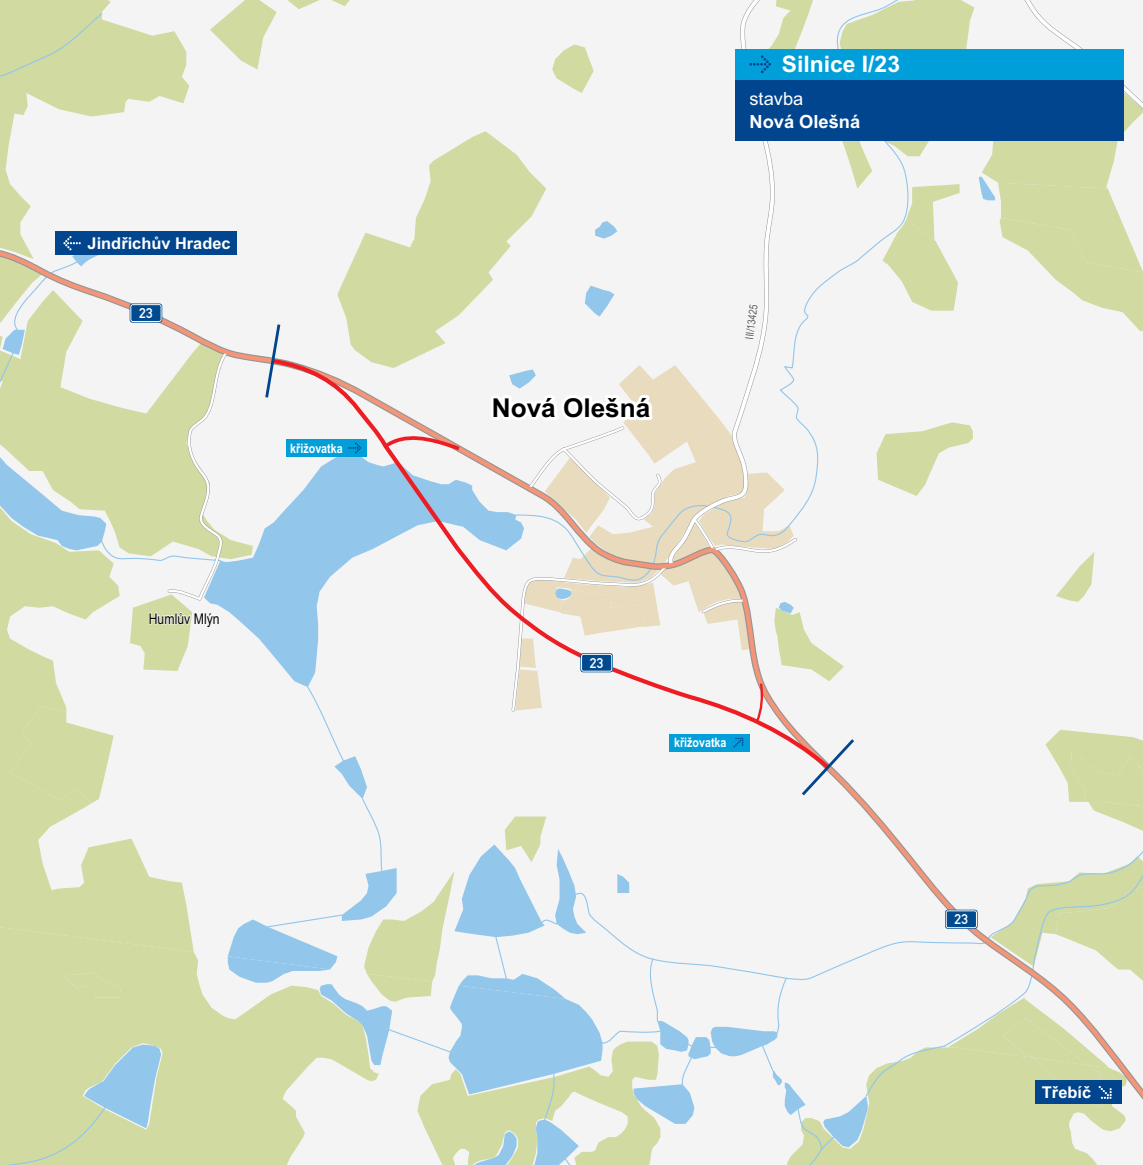 Silnice I/23
stavba
Nová Olešná
Jindřichův Hradec
23
III/13425
Nová Olešná
křižovatka
Humlův Mlýn
23
křižovatka
23
Třebíč